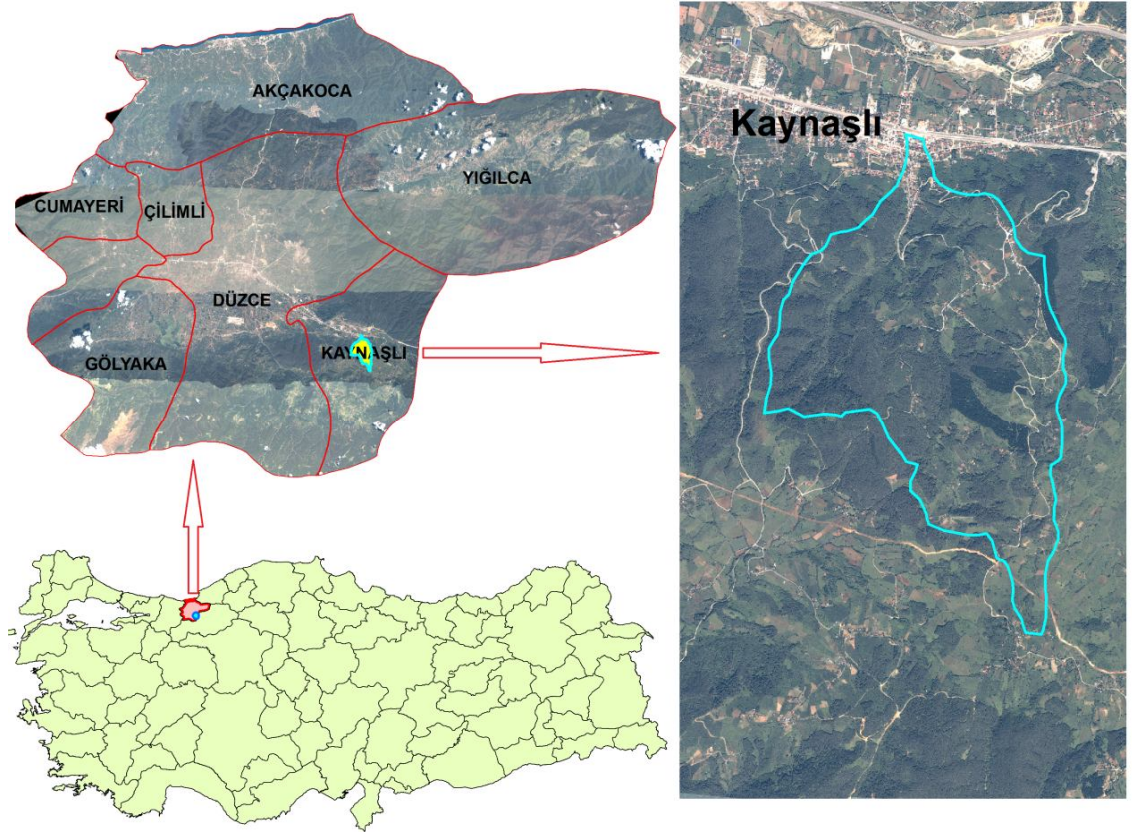 AKÇAKOCA
YIĞILCA
CUMAYERİ
ÇİLİMLİ
DÜZCE
GÖLYAKA
KAYNAŞLI
Kaynaşlı